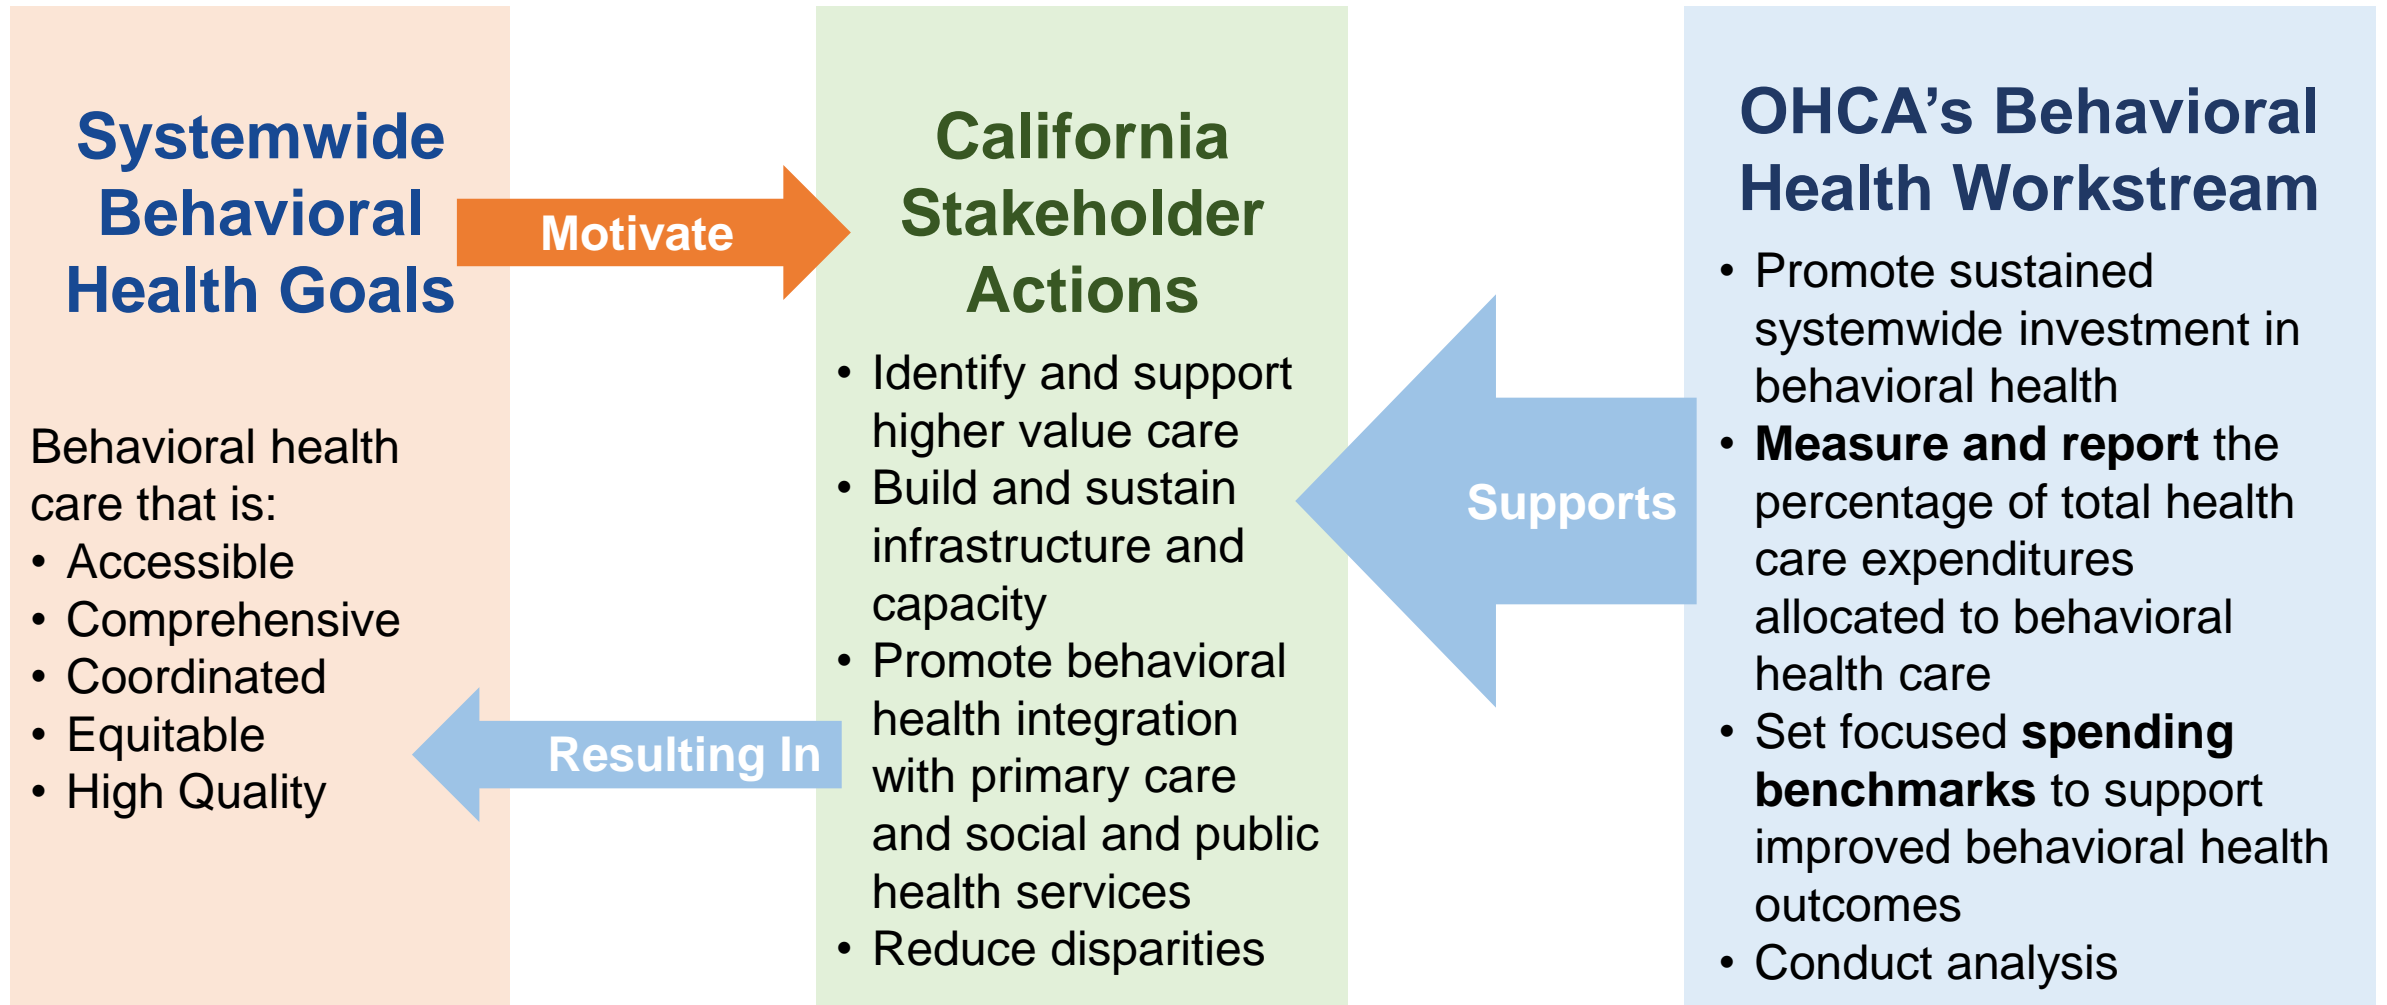 Systemwide
Behavioral
Health Goals
Behavioral health
care that is:
• Accessible
• Comprehensive
• Coordinated
• Equitable
• High Quality
Motivate
Resulting In
California
Stakeholder
Actions
• Identify and support
higher value care
• Build and sustain
infrastructure and
capacity
• Promote behavioral
health integration
with primary care
and social and public
health services
• Reduce disparities
Supports
OHCA’s Behavioral
Health Workstream
• Promote sustained
systemwide investment in
behavioral health
• Measure and report the
percentage of total health
care expenditures
allocated to behavioral
health care
• Set focused spending
benchmarks to support
improved behavioral health
outcomes
• Conduct analysis